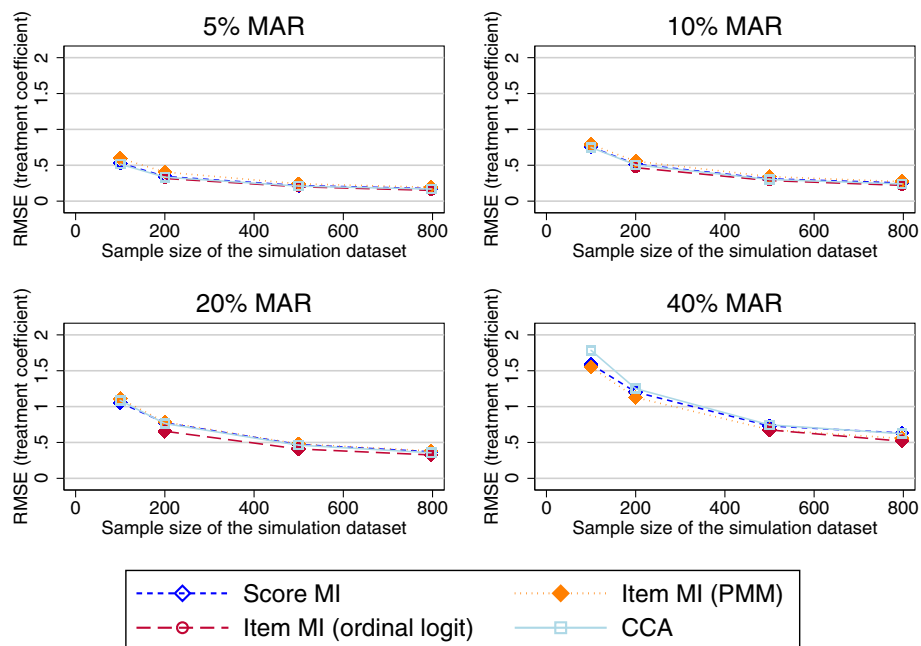 5% MAR
10% MAR
RMSE (treatment coefficient)
2
1.5
1
.5
0
0 200 400 600 800
Sample size of the simulation dataset
RMSE (treatment coefficient)
2
1.5
1
.5
0
0 200 400 600 800
Sample size of the simulation dataset
20% MAR
40% MAR
RMSE (treatment coefficient)
2
1.5
1
.5
0
0 200 400 600 800
Sample size of the simulation dataset
RMSE (treatment coefficient)
2
1.5
1
.5
0
0 200 400 600 800
Sample size of the simulation dataset
Score MI
Item MI (PMM)
Item MI (ordinal logit)
CCA